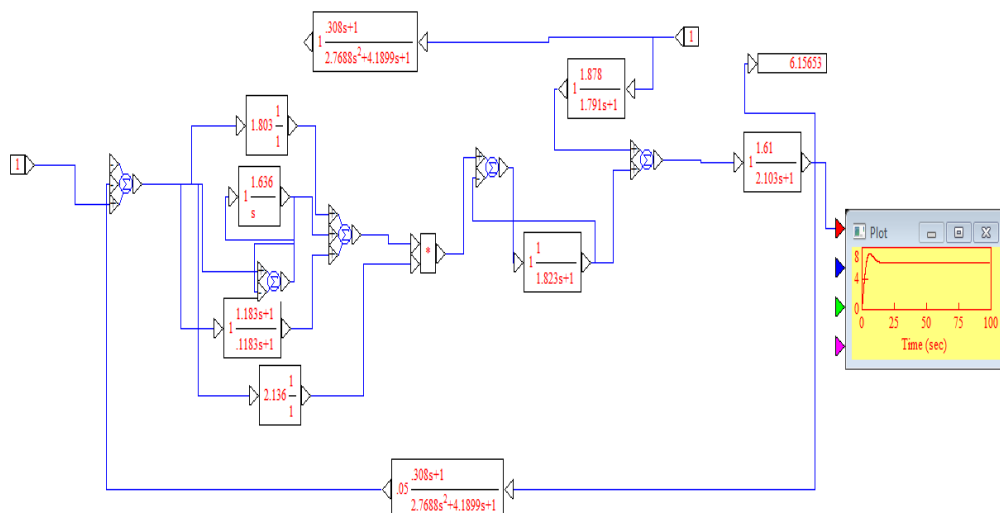 1 .308s+1
2.7688s²+4.1899s+1
1
1 1.878
1.791s+1
6.15653
1.803 1
1
1
1 1.636
s
1 1.61
2.103s+1
*
1 1
1.823s+1
1 1.183s+1
.1183s+1
2.136 1
1
Plot
8
4
0
0 25 50 75 100
Time (sec)
.05 .308s+1
2.7688s²+4.1899s+1